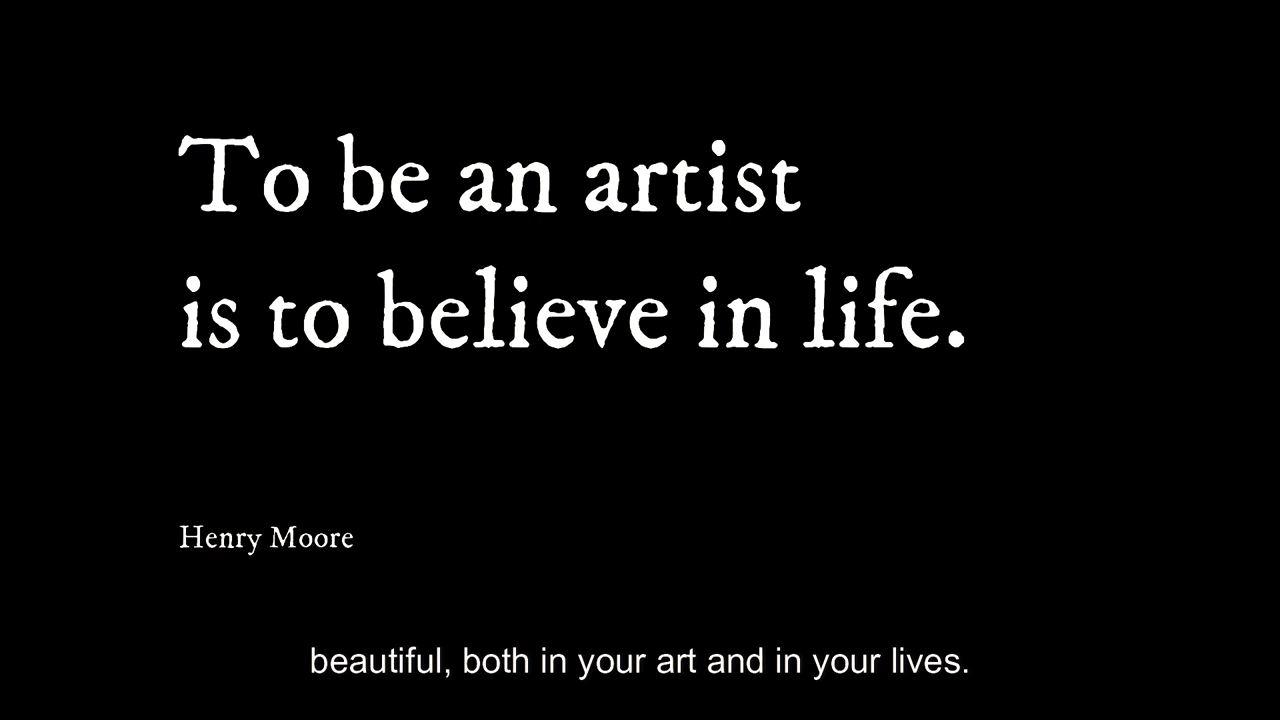 To be an artist
is to believe in life.
Henry Moore
beautiful, both in your art and in your lives.